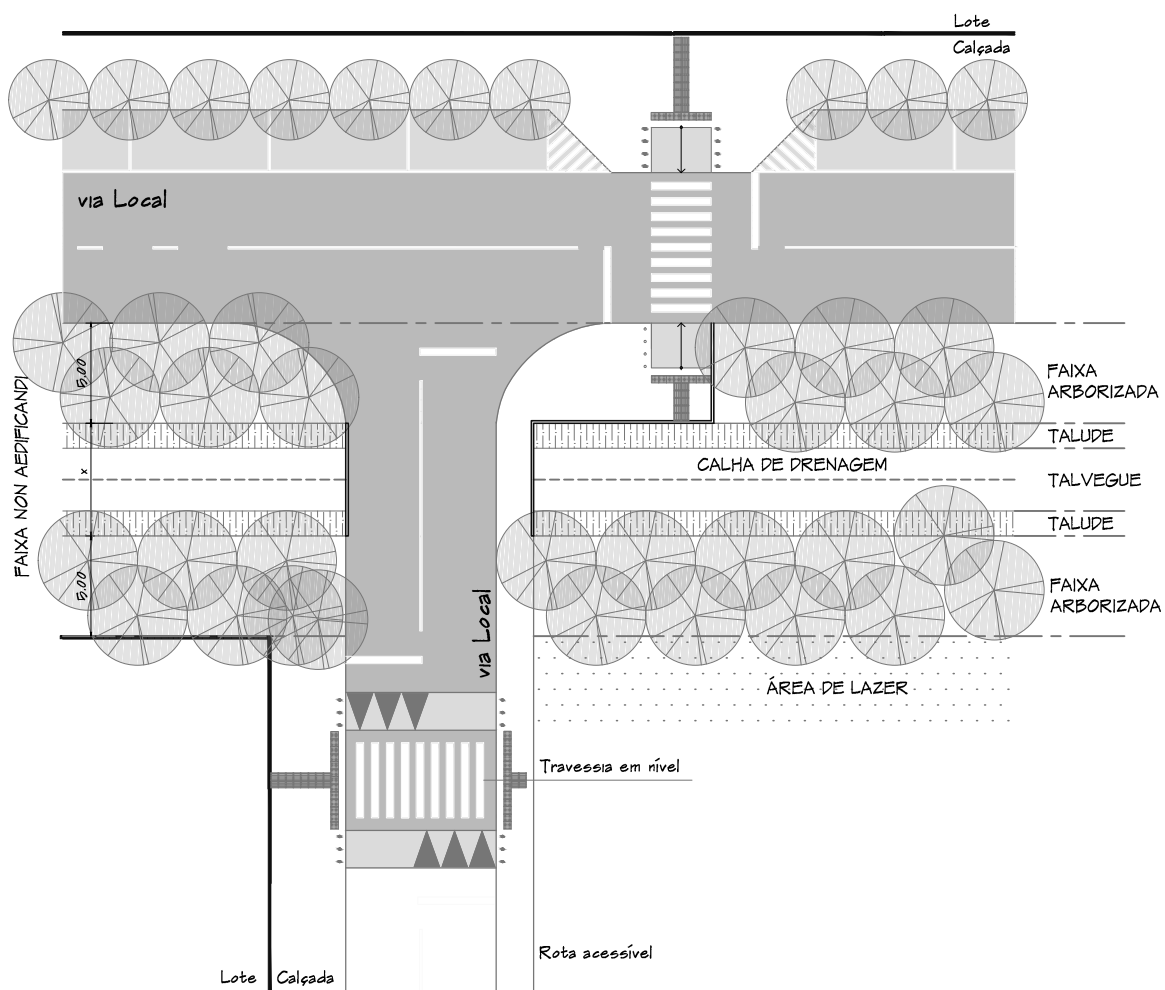 Lote
Calçada
via Local
FAIXA NON AEDIFICANDI
5,00
x
5,00
FAIXA
ARBORIZADA
TALUDE
CALHA DE DRENAGEM
TALVEGUE
TALUDE
FAIXA
ARBORIZADA
via Local
ÁREA DE LAZER
Travessia em nível
Rota acessível
Lote
Calçada